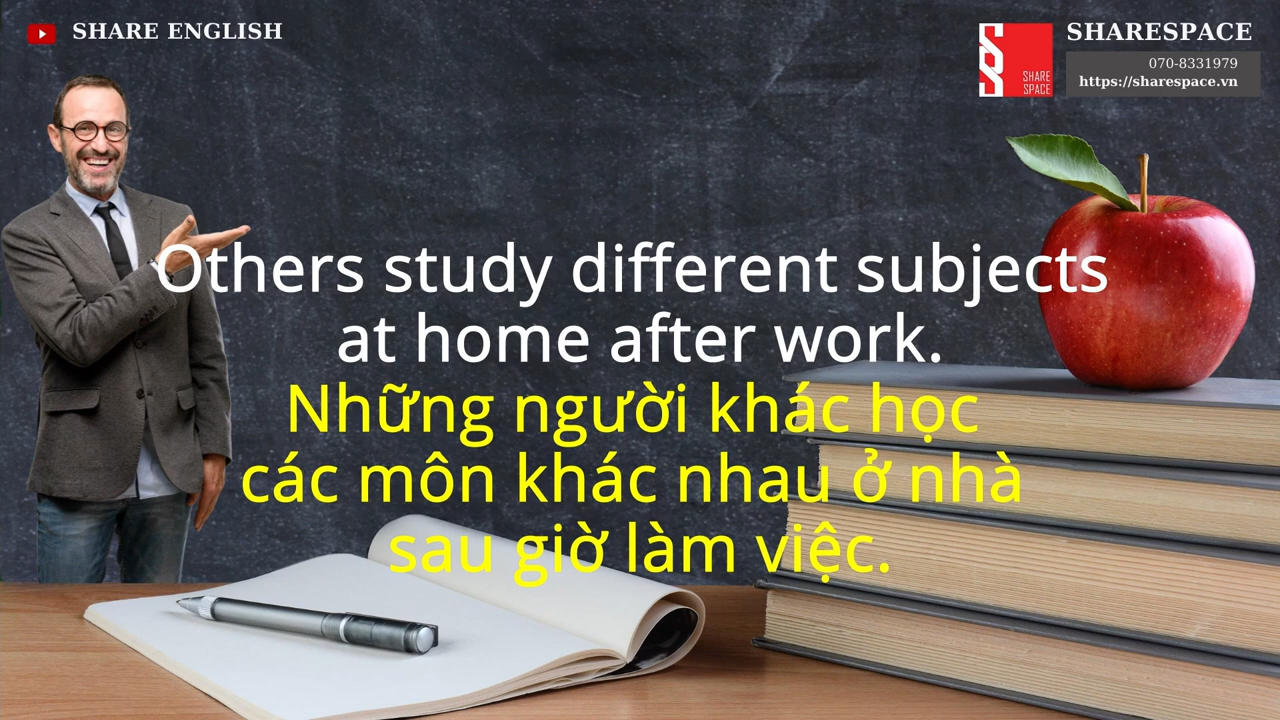 SHARE ENGLISH
SHARESPACE
070-8331979
https://sharespace.vn
SHARE
SPACE
Others study different subjects
at home after work.
Những người khác học
các môn khác nhau ở nhà
sau giờ làm việc.